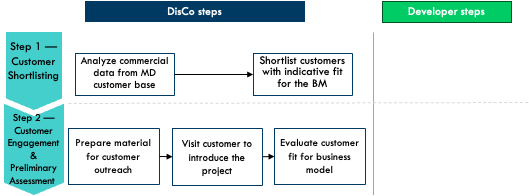 DisCo steps
Developer steps
Step 1 —
Customer
Shortlisting
Analyze commercial
data from MD
customer base
Shortlist customers
with indicative fit
for the BM
Step 2 —
Customer
Engagement
&
Preliminary
Assessment
Prepare material
for customer
outreach
Visit customer to
introduce the
project
Evaluate customer
fit for business
model